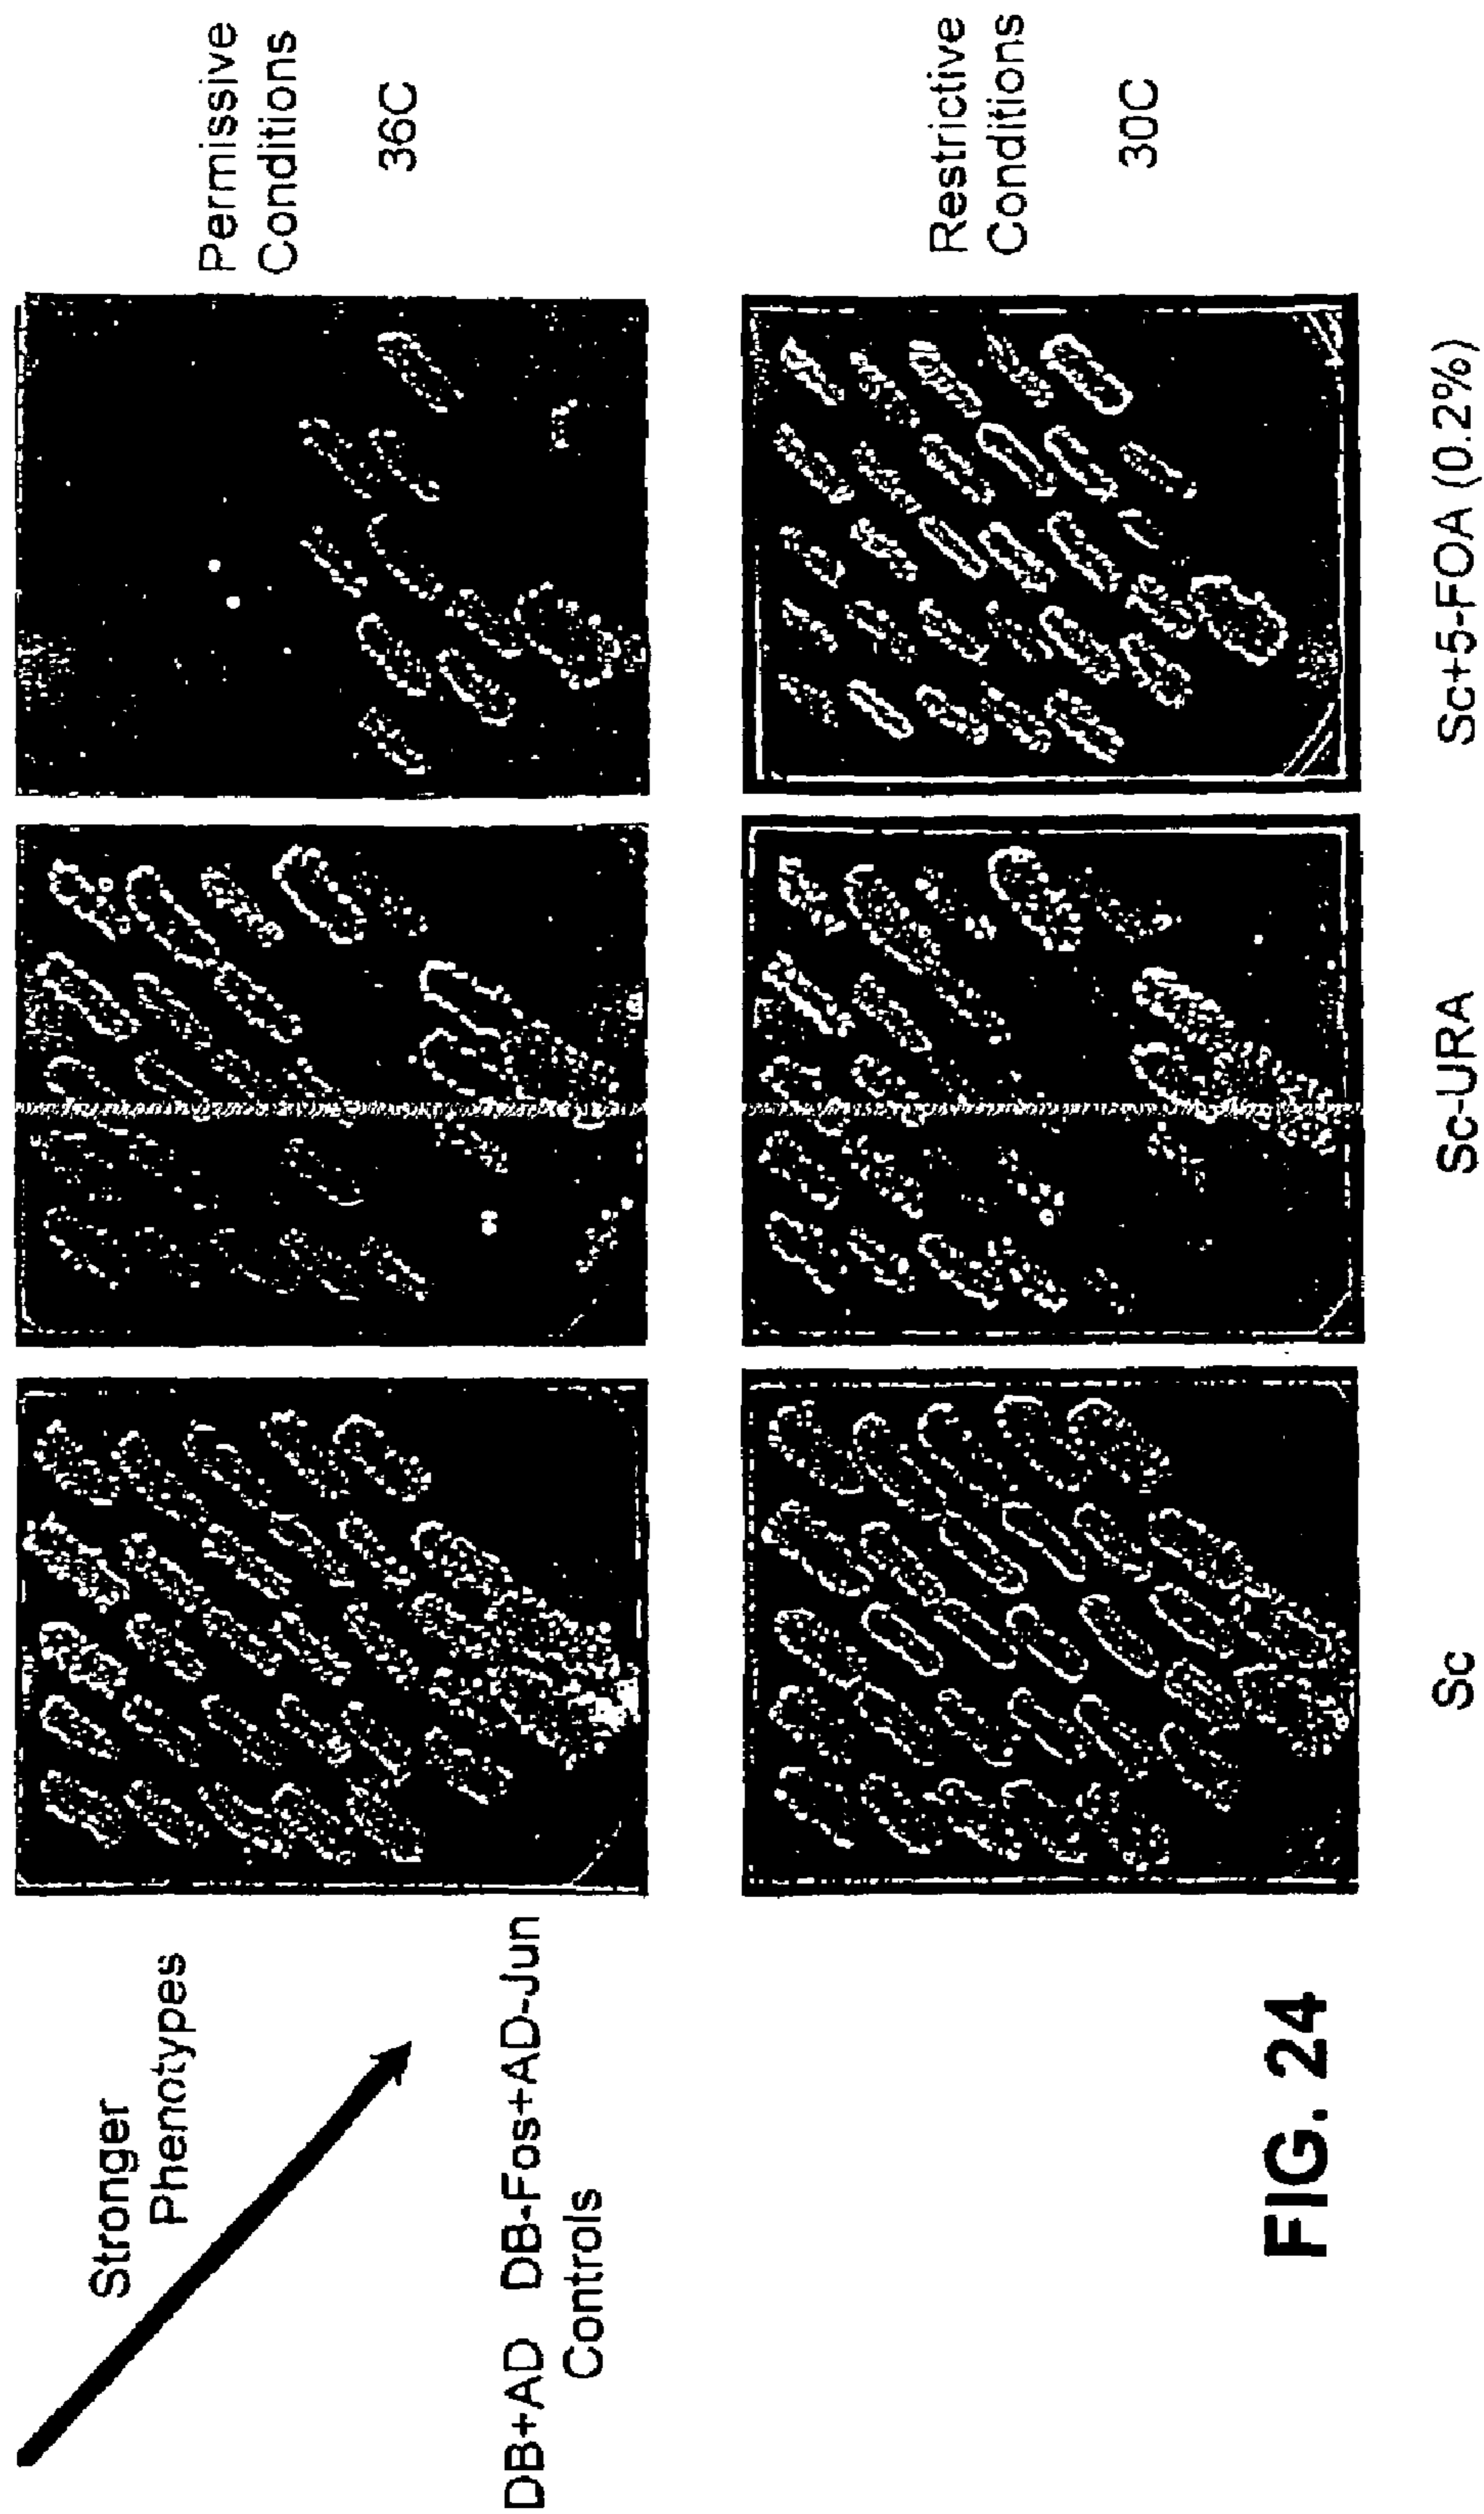 Stronger
Phenotypes
DB+AD DB-Fos+AD-Jun
Controls
Permissive
Conditions
36C
Restrictive
Conditions
30C
Sc
Sc-URA
Sc+5-FOA (0.2%)
FIG. 24